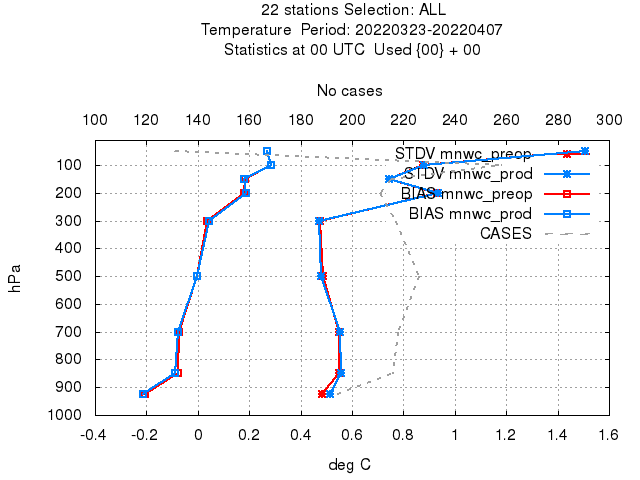 22 stations Selection: ALL
Temperature  Period: 20220323-20220407
Statistics at 00 UTC  Used {00} + 00
No cases
100 120 140 160 180 200 220 240 260 280 300
STDV mnwc_preop
STDV mnwc_prod
BIAS mnwc_preop
BIAS mnwc_prod
CASES
hPa
100
200
300
400
500
600
700
800
900
1000
-0.4 -0.2 0 0.2 0.4 0.6 0.8 1 1.2 1.4 1.6
deg C